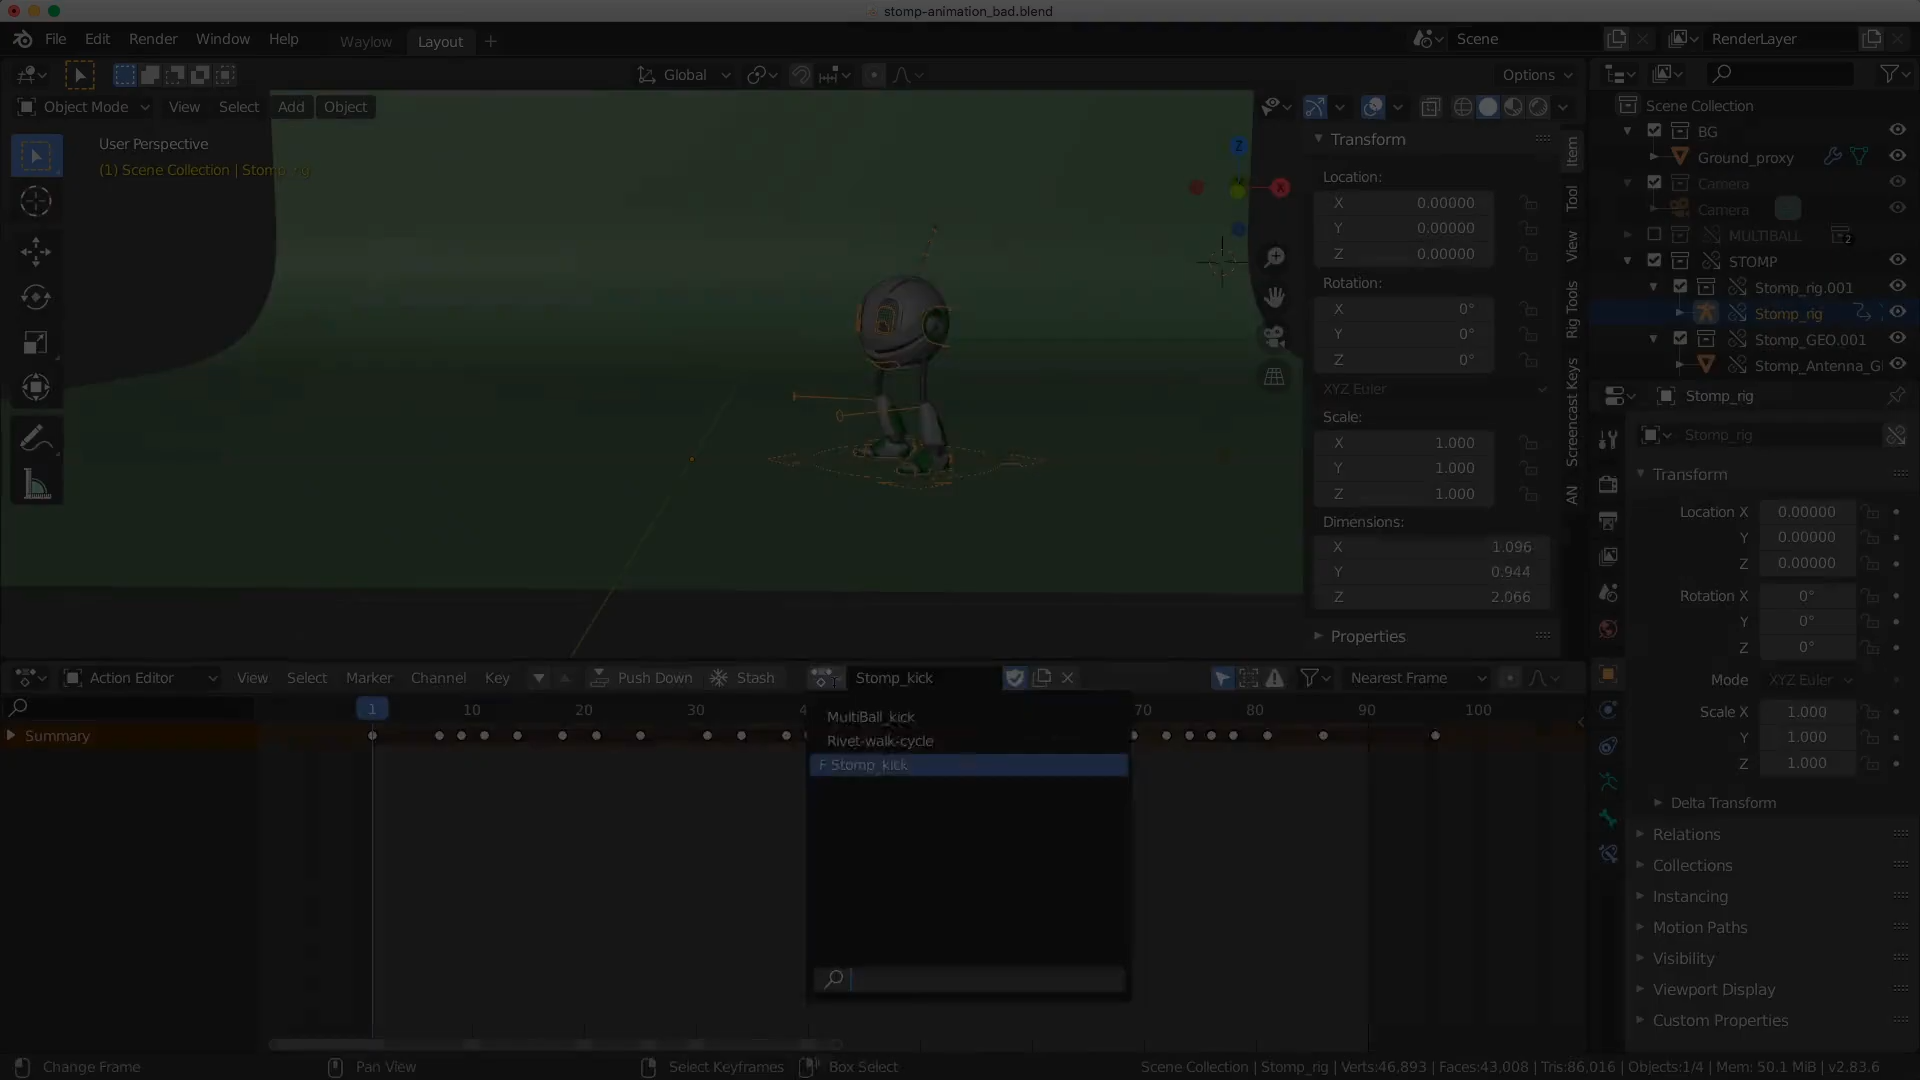 stomp-animation_bad.blend
File Edit Render Window Help Waylow Layout + Scene RenderLayer
Global Options
Object Mode View Select Add Object
User Perspective
(1) Scene Collection | Stomp_rig
Z
X
Transform
Location:
X 0.00000
Y 0.00000
Z 0.00000
Rotation:
X 0°
Y 0°
Z 0°
XYZ Euler
Scale:
X 1.000
Y 1.000
Z 1.000
Dimensions:
X 1.096
Y 0.944
Z 2.066
Properties
Item
Tool
View
Rig Tools
Screencast Keys
AN
Scene Collection
BG
Ground_proxy
Camera
Camera
MULTIBALL 2
STOMP
Stomp_rig.001
Stomp_rig
Stomp_GEO.001
Stomp_Antenna_G
Stomp_rig
Stomp_rig
Transform
Location X 0.00000
Y 0.00000
Z 0.00000
Rotation X 0°
Y 0°
Z 0°
Mode XYZ Euler
Scale X 1.000
Y 1.000
Z 1.000
Delta Transform
Relations
Collections
Instancing
Motion Paths
Visibility
Viewport Display
Custom Properties
Action Editor View Select Marker Channel Key Push Down Stash Stomp_kick Nearest Frame
1 10 20 30 4 70 80 90 100
Summary
MultiBall_kick
Rivet-walk-cycle
F Stomp_kick
Change Frame Pan View Select Keyframes Box Select Scene Collection | Stomp_rig | Verts:46,893 | Faces:43,008 | Tris:86,016 | Objects:1/4 | Mem: 50.1 MiB | v2.83.6